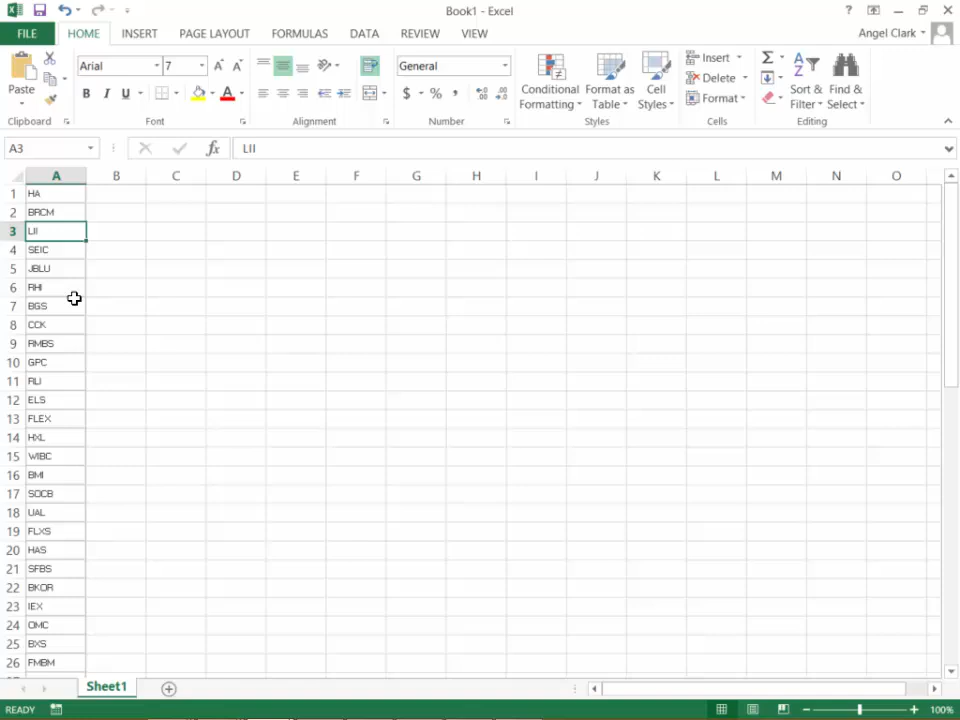 Book1 - Excel
Angel Clark
FILE HOME INSERT PAGE LAYOUT FORMULAS DATA REVIEW VIEW
Paste
Arial 7
General
Conditional Formatting
Format as Table
Cell Styles
Insert
Delete
Format
Sort & Filter
Find & Select
Clipboard Font Alignment Number Styles Cells Editing
A3 fx LII
A B C D E F G H I J K L M N O
1 HA
2 BRCM
3 LII
4 SEIC
5 JBLU
6 RHI
7 BGS
8 CCK
9 RMBS
10 GPC
11 RLI
12 ELS
13 FLEX
14 HXL
15 WIBC
16 BMI
17 SOCB
18 UAL
19 FLXS
20 HAS
21 SFBS
22 BKOR
23 IEX
24 OMC
25 BXS
26 FMBM
Sheet1
READY 100%